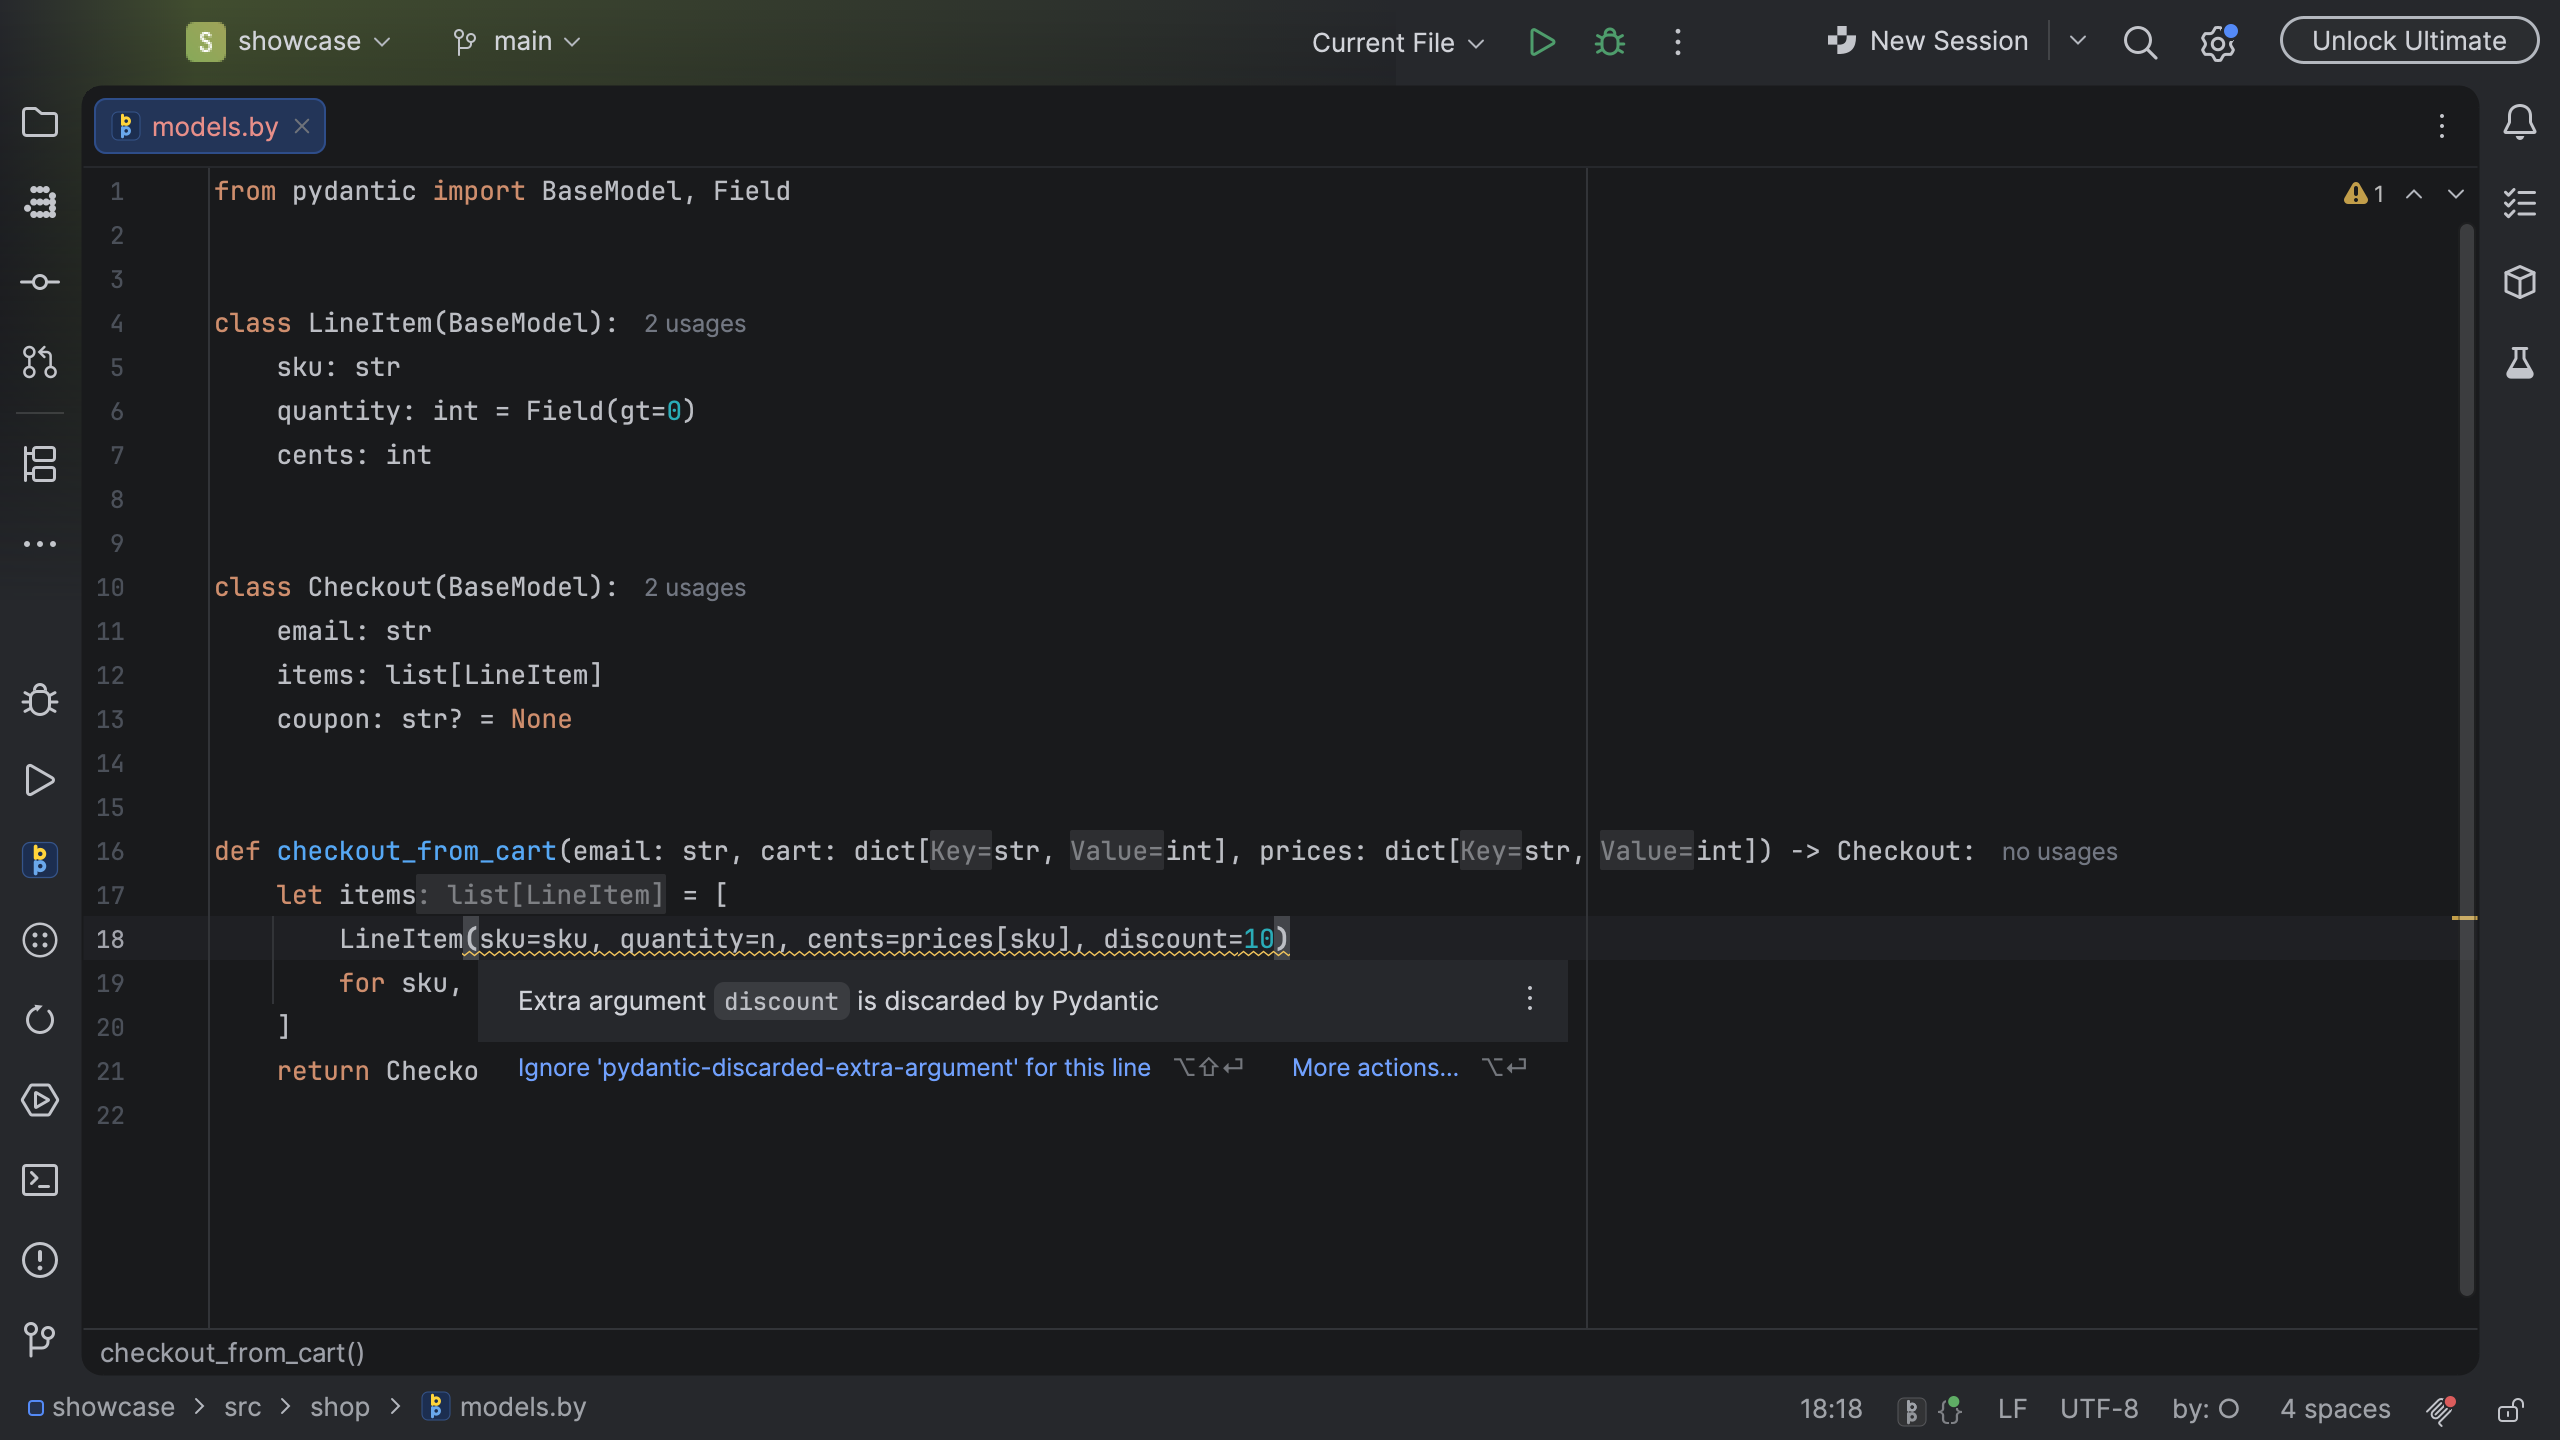 S showcase main Current File New Session Unlock Ultimate
bp models.by
1 from pydantic import BaseModel, Field 1
2
3
4 class LineItem(BaseModel): 2 usages
5 sku: str
6 quantity: int = Field(gt=0)
7 cents: int
8
9
10 class Checkout(BaseModel): 2 usages
11 email: str
12 items: list[LineItem]
13 coupon: str? = None
14
15
16 def checkout_from_cart(email: str, cart: dict[Key=str, Value=int], prices: dict[Key=str, Value=int]) -> Checkout: no usages
17 let items: list[LineItem] = [
18 LineItem(sku=sku, quantity=n, cents=prices[sku], discount=10)
19 for sku,
Extra argument discount is discarded by Pydantic
20 ]
21 return Checko
Ignore 'pydantic-discarded-extra-argument' for this line ⌥⇧⏎ More actions... ⌥⏎
22
checkout_from_cart()
showcase > src > shop > bp models.by 18:18 bp {} LF UTF-8 by: O 4 spaces